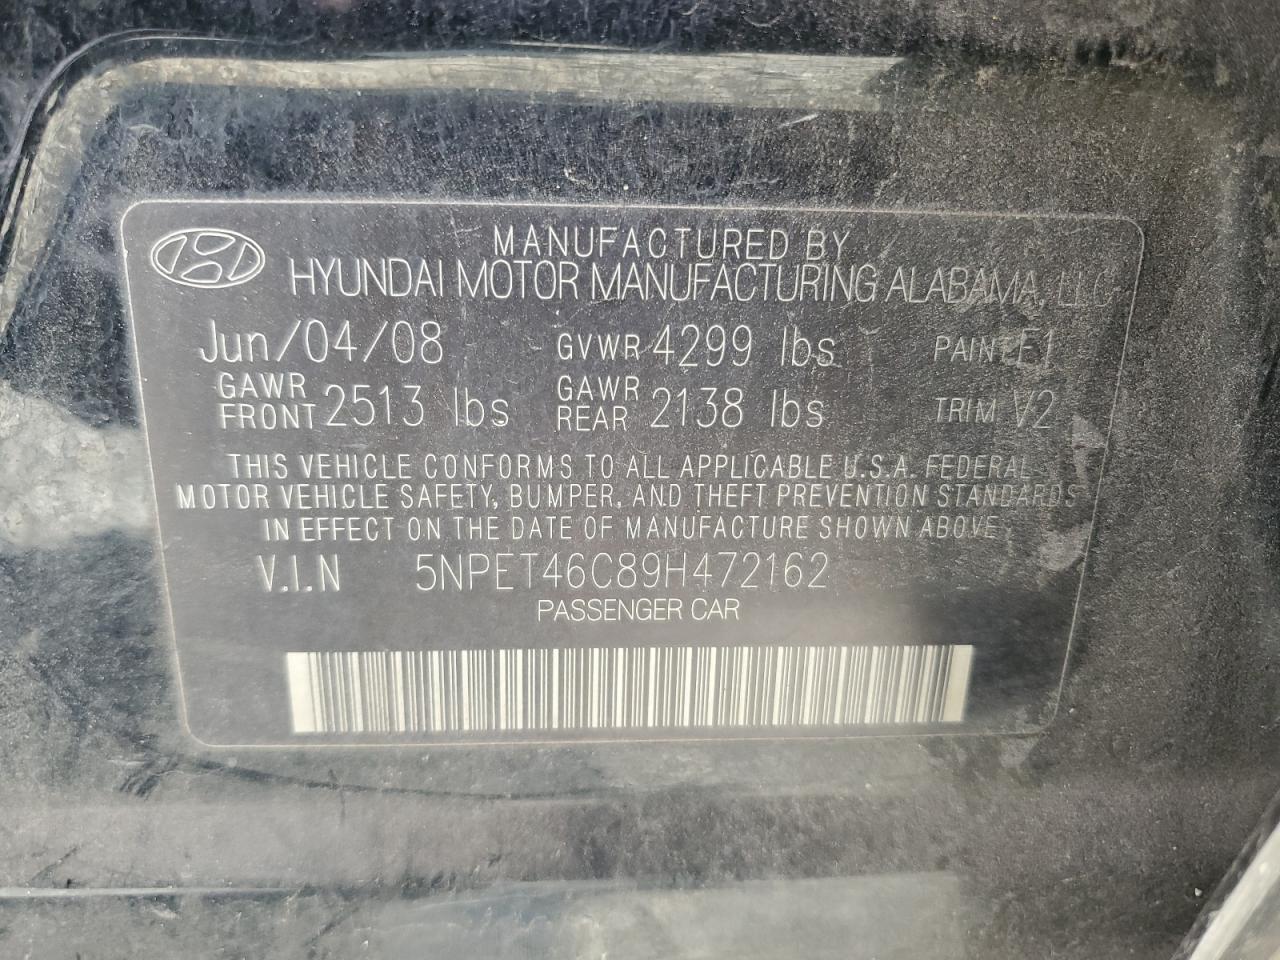 MANUFACTURED BY
HYUNDAI MOTOR MANUFACTURING ALABAMA, LLC
Jun/04/08 GVWR 4299 lbs PAINT E1
GAWR FRONT 2513 lbs GAWR REAR 2138 lbs TRIM V2
THIS VEHICLE CONFORMS TO ALL APPLICABLE U.S.A. FEDERAL
MOTOR VEHICLE SAFETY, BUMPER, AND THEFT PREVENTION STANDARDS
IN EFFECT ON THE DATE OF MANUFACTURE SHOWN ABOVE
V.I.N 5NPET46C89H472162
PASSENGER CAR